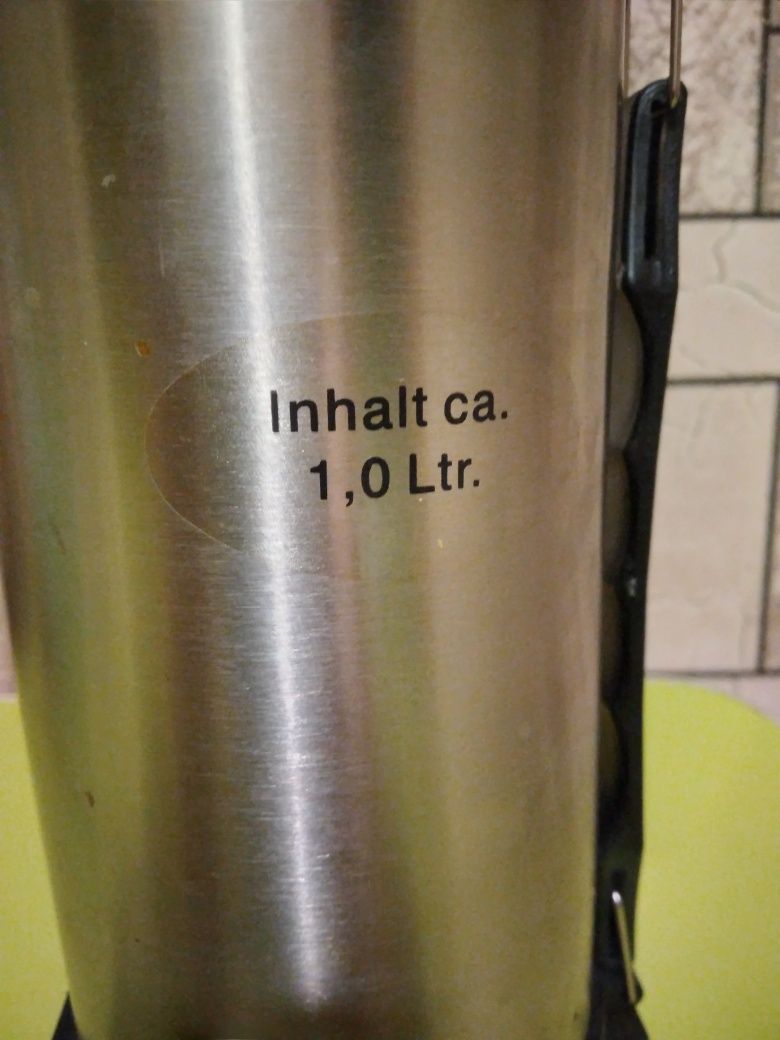 Inhalt ca.
1,0 Ltr.